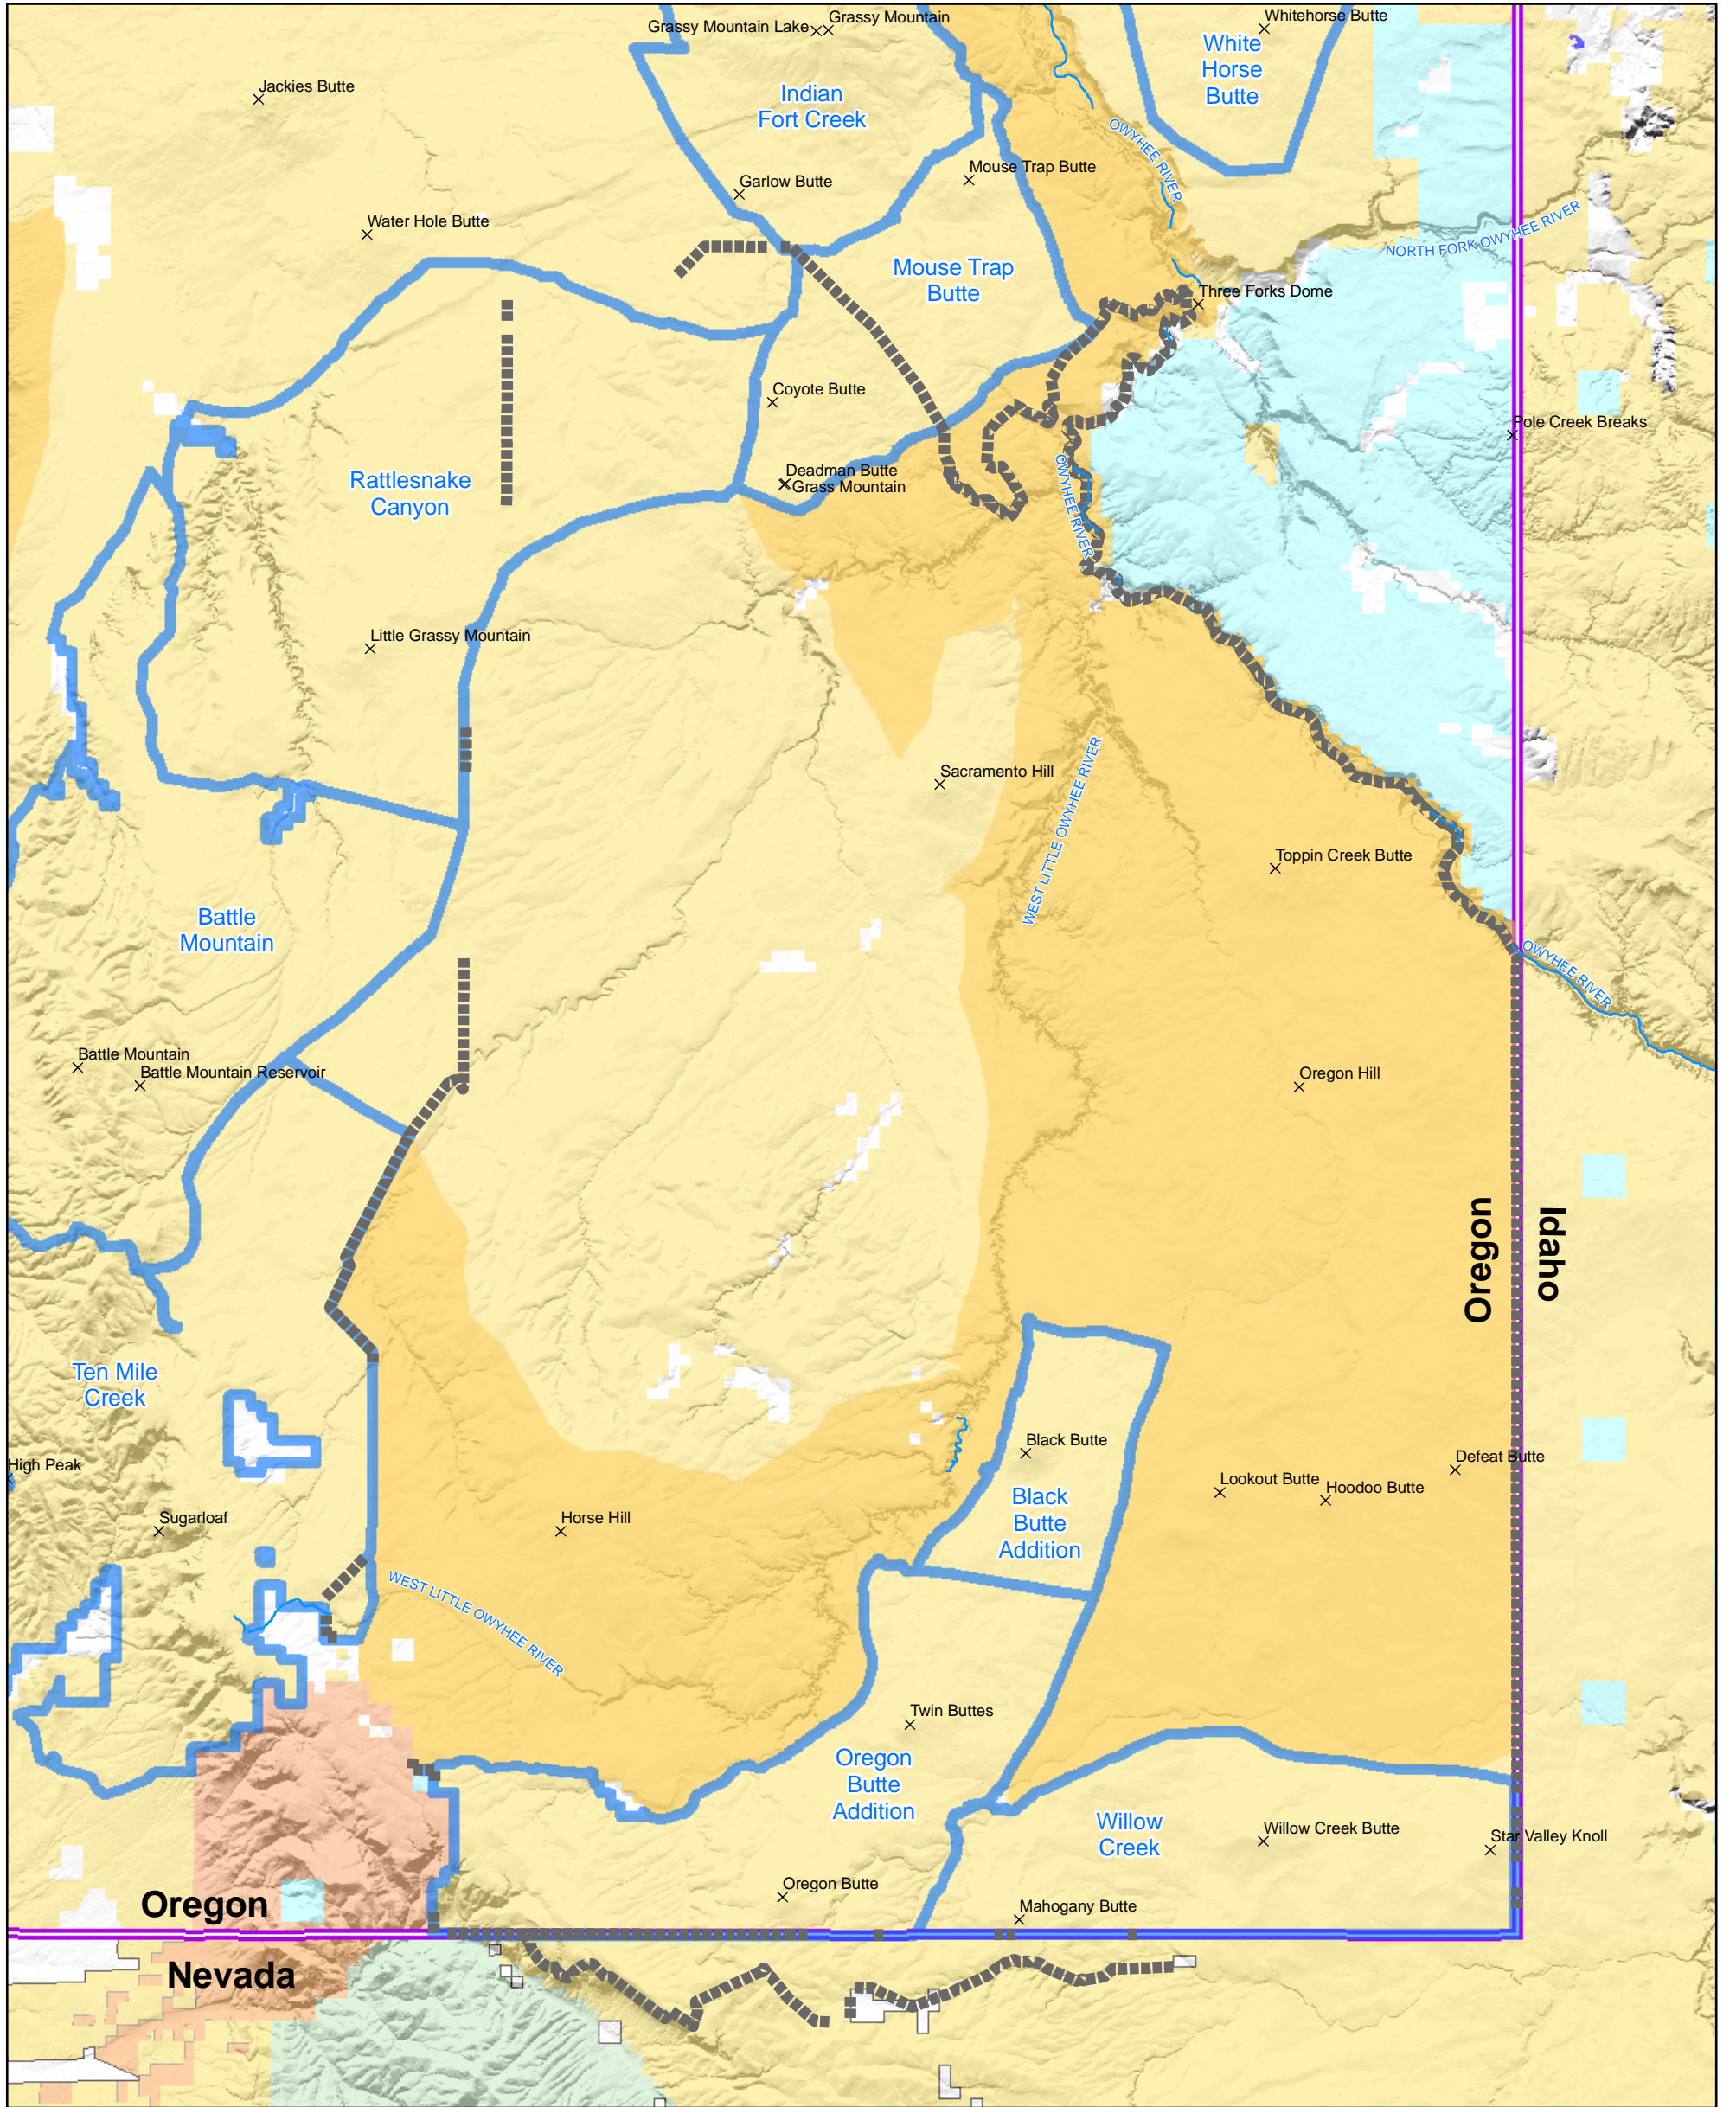 Grassy Mountain
Grassy Mountain Lake
Whitehorse Butte
White
Horse
Butte
Jackies Butte
Indian
Fort Creek
OWYHEE RIVER
Mouse Trap Butte
Garlow Butte
Water Hole Butte
NORTH FORK OWYHEE RIVER
Mouse Trap
Butte
Three Forks Dome
Coyote Butte
Pole Creek Breaks
Deadman Butte
Grass Mountain
Rattlesnake
Canyon
OWYHEE RIVER
Little Grassy Mountain
Sacramento Hill
WEST LITTLE OWYHEE RIVER
Toppin Creek Butte
Battle
Mountain
OWYHEE RIVER
Battle Mountain
Battle Mountain Reservoir
Oregon Hill
Oregon
Idaho
Ten Mile
Creek
Black Butte
High Peak
Defeat Butte
Lookout Butte
Hoodoo Butte
Black
Butte
Addition
Sugarloaf
Horse Hill
WEST LITTLE OWYHEE RIVER
Twin Buttes
Oregon
Butte
Addition
Willow
Creek
Willow Creek Butte
Star Valley Knoll
Oregon Butte
Mahogany Butte
Oregon
Nevada